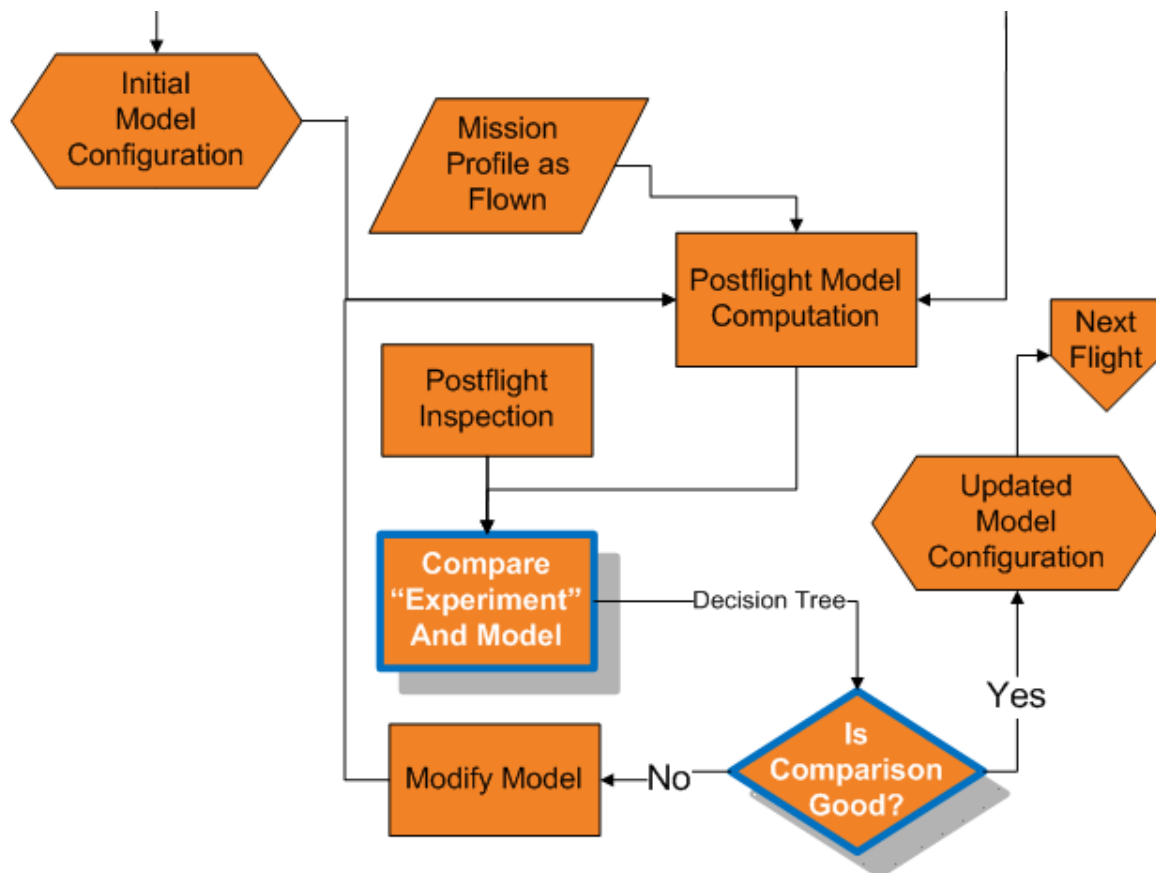 Initial
Model
Configuration
Mission
Profile as
Flown
Postflight Model
Computation
Next
Flight
Postflight
Inspection
Updated
Model
Configuration
Compare
“Experiment”
And Model
Decision Tree
Yes
Is
Comparison
Good?
No
Modify Model